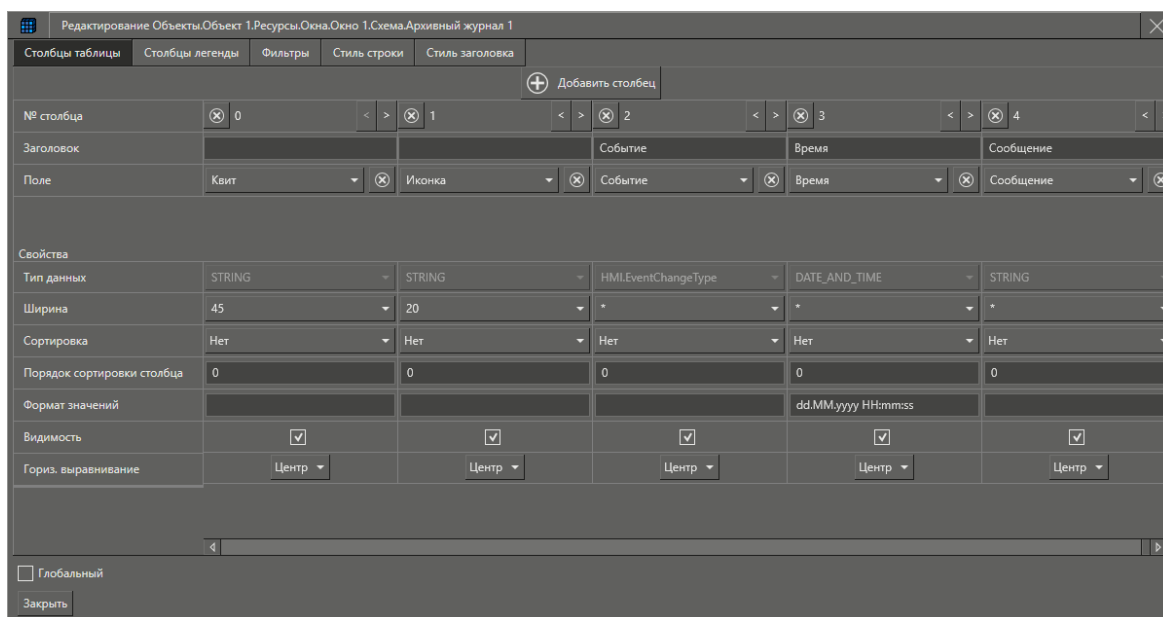 Редактирование Объекты.Объект 1.Ресурсы.Окна.Окно 1.Схема.Архивный журнал 1
Столбцы таблицы Столбцы легенды Фильтры Стиль строки Стиль заголовка
Добавить столбец
№ столбца 0 < > 1 < > 2 < > 3 < > 4 <
Заголовок Событие Время Сообщение
Поле Квит Иконка Событие Время Сообщение
Свойства
Тип данных STRING STRING HMI.EventChangeType DATE_AND_TIME STRING
Ширина 45 20 * * *
Сортировка Нет Нет Нет Нет Нет
Порядок сортировки столбца 0 0 0 0 0
Формат значений dd.MM.yyyy HH:mm:ss
Видимость
Гориз. выравнивание Центр Центр Центр Центр Центр
Глобальный
Закрыть